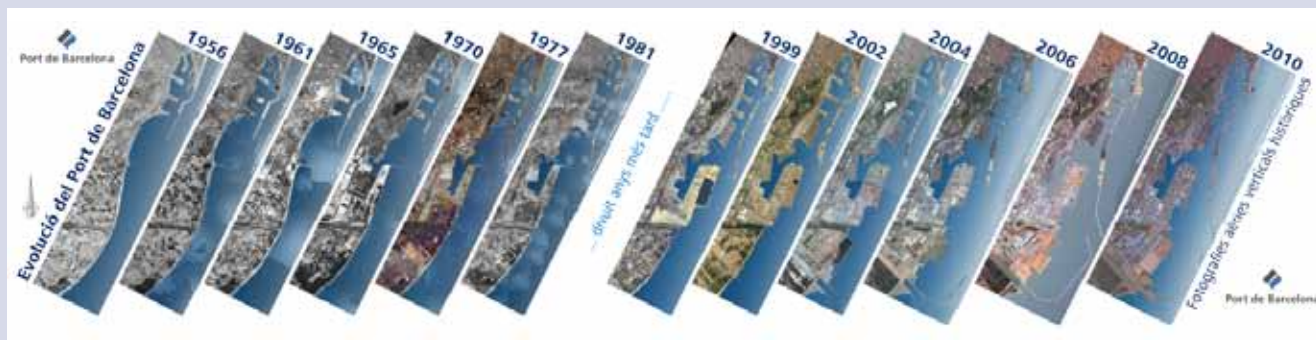 Port de Barcelona
Evolució del Port de Barcelona
1956
1961
1965
1970
1977
1981
... divuit anys més tard ...
1999
2002
2004
2006
2008
2010
Fotografies aèries verticals històriques
Port de Barcelona